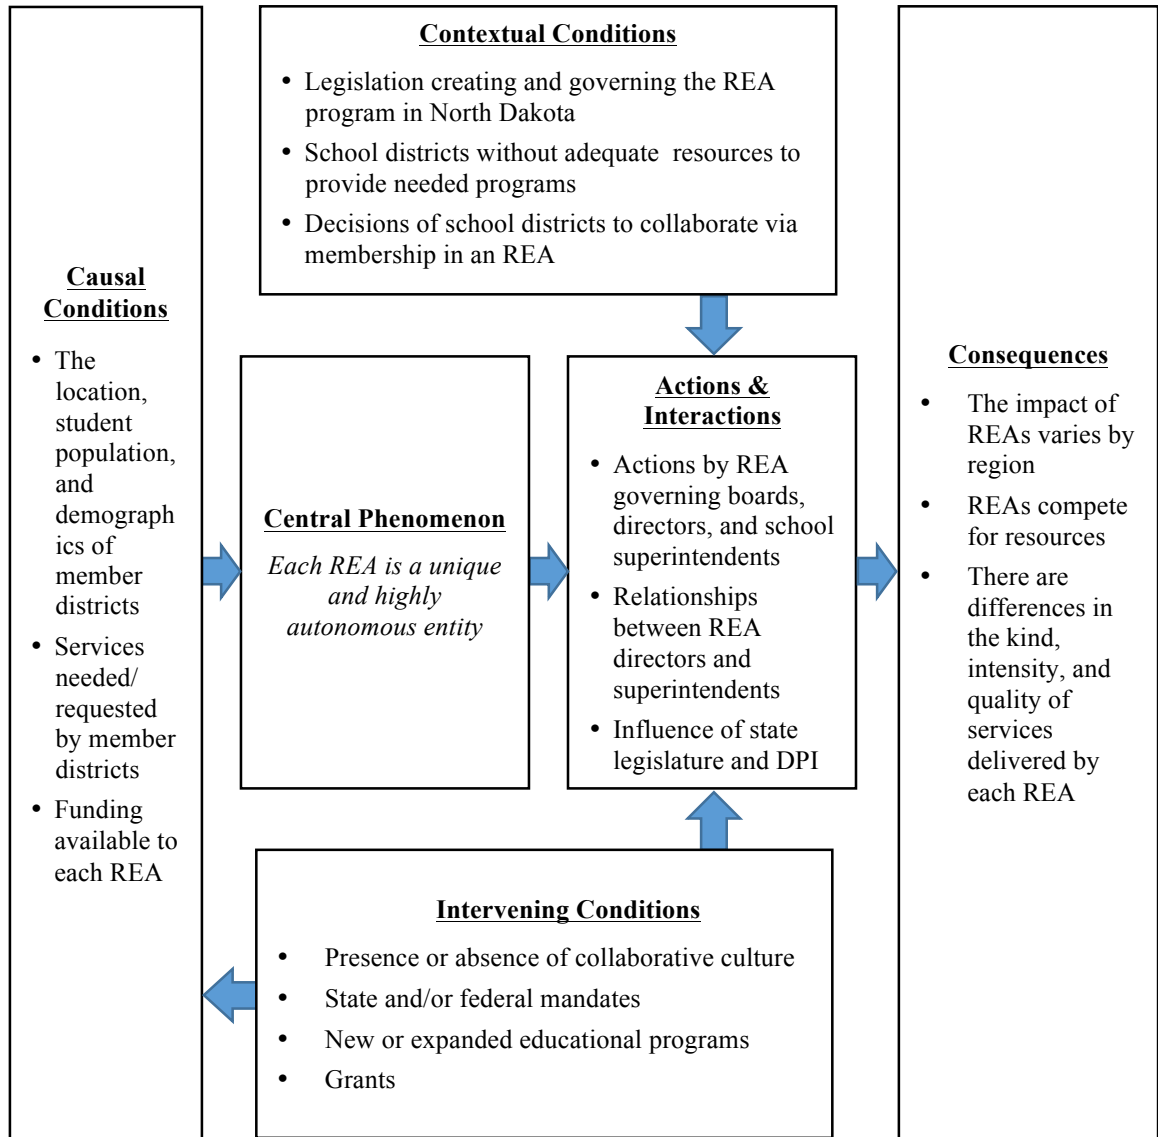 Contextual Conditions
• Legislation creating and governing the REA
program in North Dakota
• School districts without adequate resources to
provide needed programs
• Decisions of school districts to collaborate via
membership in an REA
Causal
Conditions
• The
location,
student
population,
and
demograph
ics of
member
districts
• Services
needed/
requested
by member
districts
• Funding
available to
each REA
Central Phenomenon
Each REA is a unique
and highly
autonomous entity
Actions &
Interactions
• Actions by REA
governing boards,
directors, and school
superintendents
• Relationships
between REA
directors and
superintendents
• Influence of state
legislature and DPI
Consequences
• The impact of
REAs varies by
region
• REAs compete
for resources
• There are
differences in
the kind,
intensity, and
quality of
services
delivered by
each REA
Intervening Conditions
• Presence or absence of collaborative culture
• State and/or federal mandates
• New or expanded educational programs
• Grants